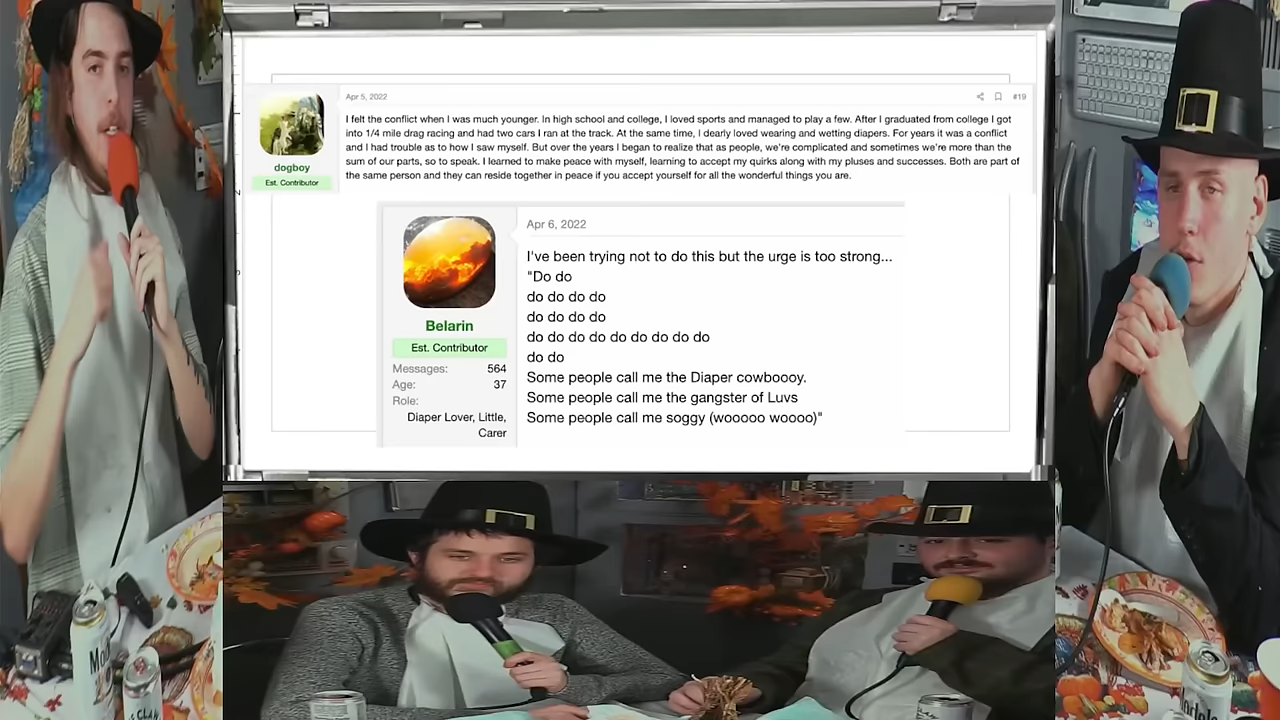 Apr 5, 2022
#19
I felt the conflict when I was much younger. In high school and college, I loved sports and managed to play a few. After I graduated from college I got
into 1/4 mile drag racing and had two cars I ran at the track. At the same time, I dearly loved wearing and wetting diapers. For years it was a conflict
and I had trouble as to how I saw myself. But over the years I began to realize that as people, we're complicated and sometimes we're more than the
sum of our parts, so to speak. I learned to make peace with myself, learning to accept my quirks along with my pluses and successes. Both are part of
the same person and they can reside together in peace if you accept yourself for all the wonderful things you are.
dogboy
Est. Contributor
Apr 6, 2022
I've been trying not to do this but the urge is too strong...
"Do do
do do do do
do do do do
do do do do do do do do do
do do
Some people call me the Diaper cowboooy.
Some people call me the gangster of Luvs
Some people call me soggy (wooooo woooo)"
Belarin
Est. Contributor
Messages: 564
Age: 37
Role:
Diaper Lover, Little,
Carer